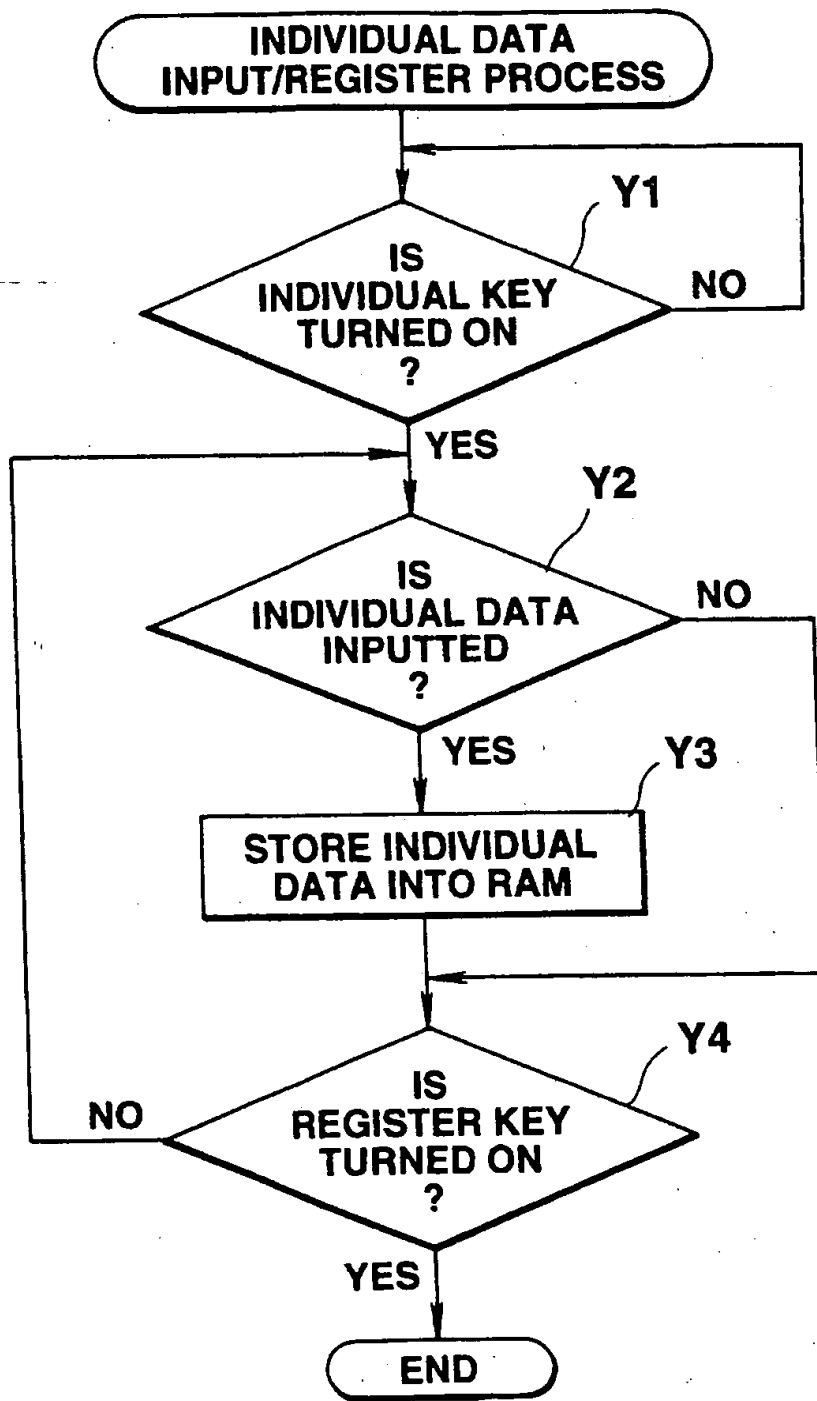 INDIVIDUAL DATA
INPUT/REGISTER PROCESS
Y1
IS
INDIVIDUAL KEY
TURNED ON
?
NO
YES
Y2
IS
INDIVIDUAL DATA
INPUTTED
?
NO
YES
Y3
STORE INDIVIDUAL
DATA INTO RAM
Y4
IS
REGISTER KEY
TURNED ON
?
NO
YES
END